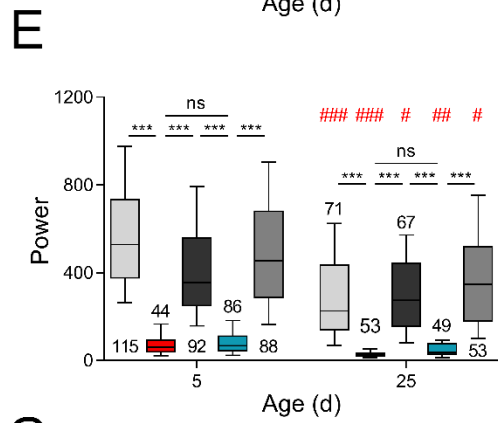 Age (d)
E
1200
800
400
0
Power
ns
*** *** *** ***
### ### # ## #
ns
*** *** *** ***
115 44 92 86 88
71 53 67 49 53
5 25
Age (d)